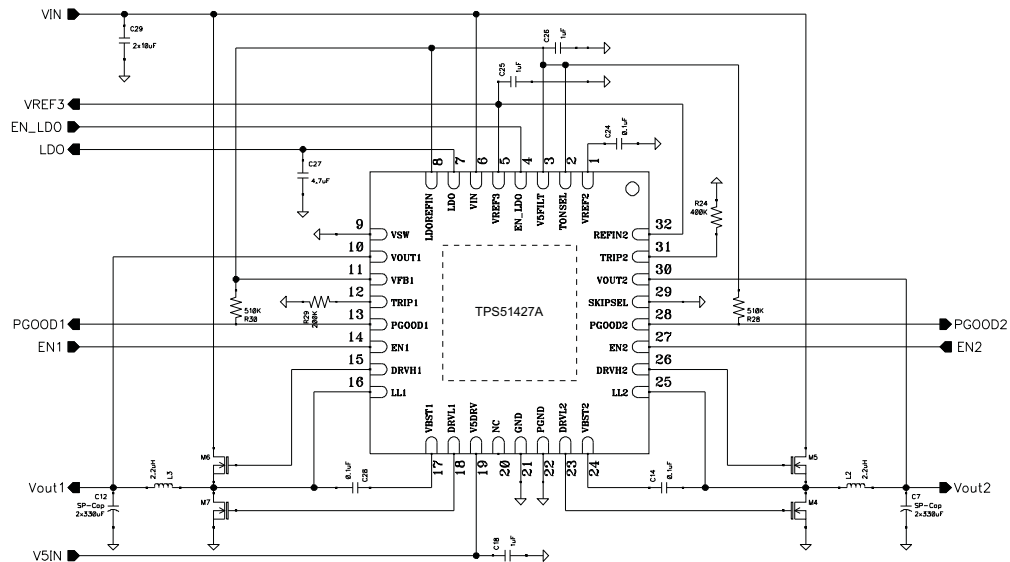 VIN
C29
2x10uF
C26
1uF
C25
1uF
VREF3
EN_LDO
LDO
C24
0.1uF
C27
4.7uF
8
7
6
5
4
3
2
1
LDOREFIN
LDO
VIN
VREF3
EN_LDO
V5FILT
TONSEL
VREF2
R24
400K
9
VSW
REFIN2
32
10
VOUT1
TRIP2
31
11
VFB1
VOUT2
30
12
TRIP1
SKIPSEL
29
13
PGOOD1
PGOOD2
28
14
EN1
EN2
27
15
DRVH1
DRVH2
26
16
LL1
LL2
25
510K
R30
R29
200K
TPS51427A
510K
R28
PGOOD1
PGOOD2
EN1
EN2
VBST1
DRVL1
V5DRV
NC
GND
PGND
DRVL2
VBST2
17
18
19
20
21
22
23
24
M6
M5
2.2uH
L3
0.1uF
C28
C14
0.1uF
L2
2.2uH
Vout1
Vout2
C12
SP-Cap
2x330uF
M7
M4
C7
SP-Cap
2x330uF
V5IN
C18
1uF